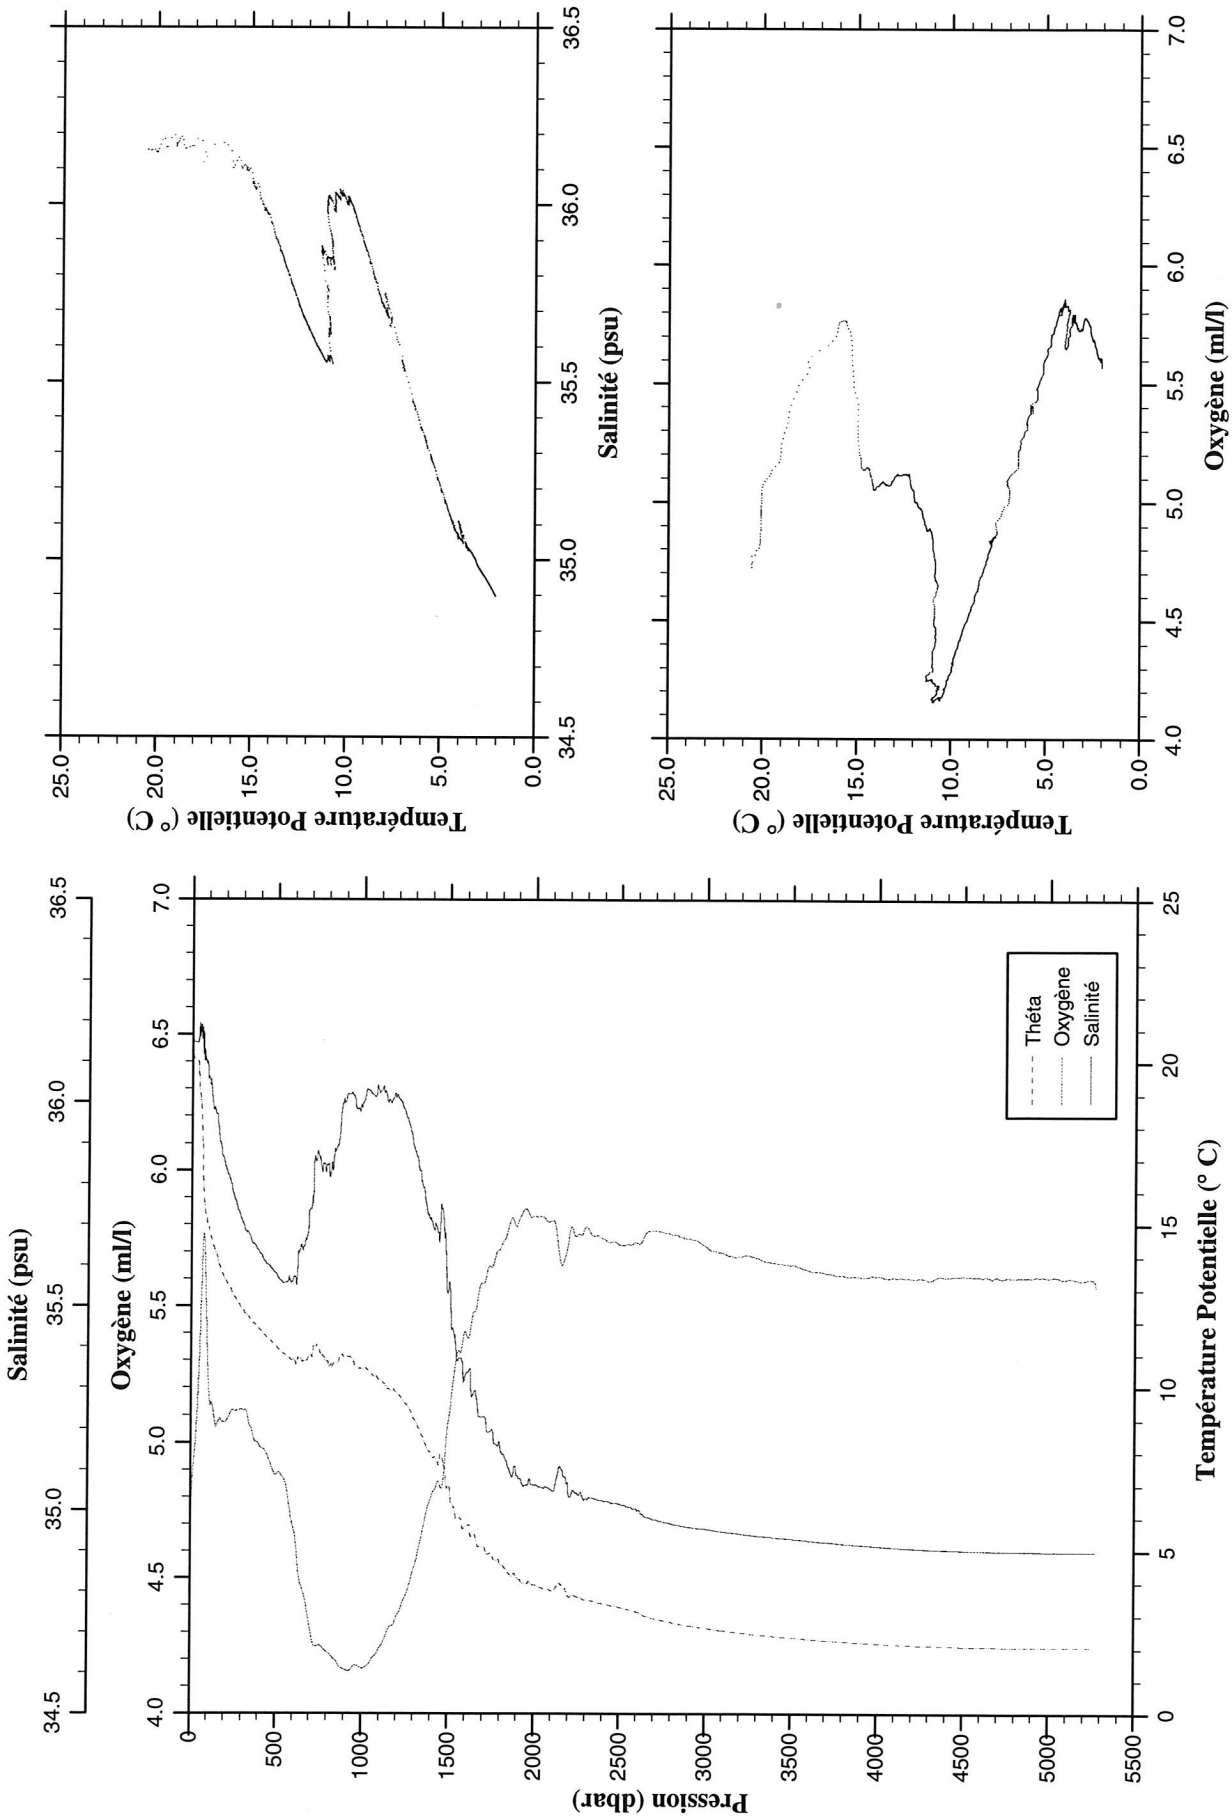 Salinité (psu)
34.5 35.0 35.5 36.0 36.5
Oxygène (ml/l)
4.0 4.5 5.0 5.5 6.0 6.5 7.0
Pression (dbar)
0
500
1000
1500
2000
2500
3000
3500
4000
4500
5000
5500
Théta
Oxygène
Salinité
0 5 10 15 20 25
Température Potentielle (° C)
Température Potentielle (° C)
25.0
20.0
15.0
10.0
5.0
0.0
34.5 35.0 35.5 36.0 36.5
Salinité (psu)
Température Potentielle (° C)
25.0
20.0
15.0
10.0
5.0
0.0
4.0 4.5 5.0 5.5 6.0 6.5 7.0
Oxygène (ml/l)